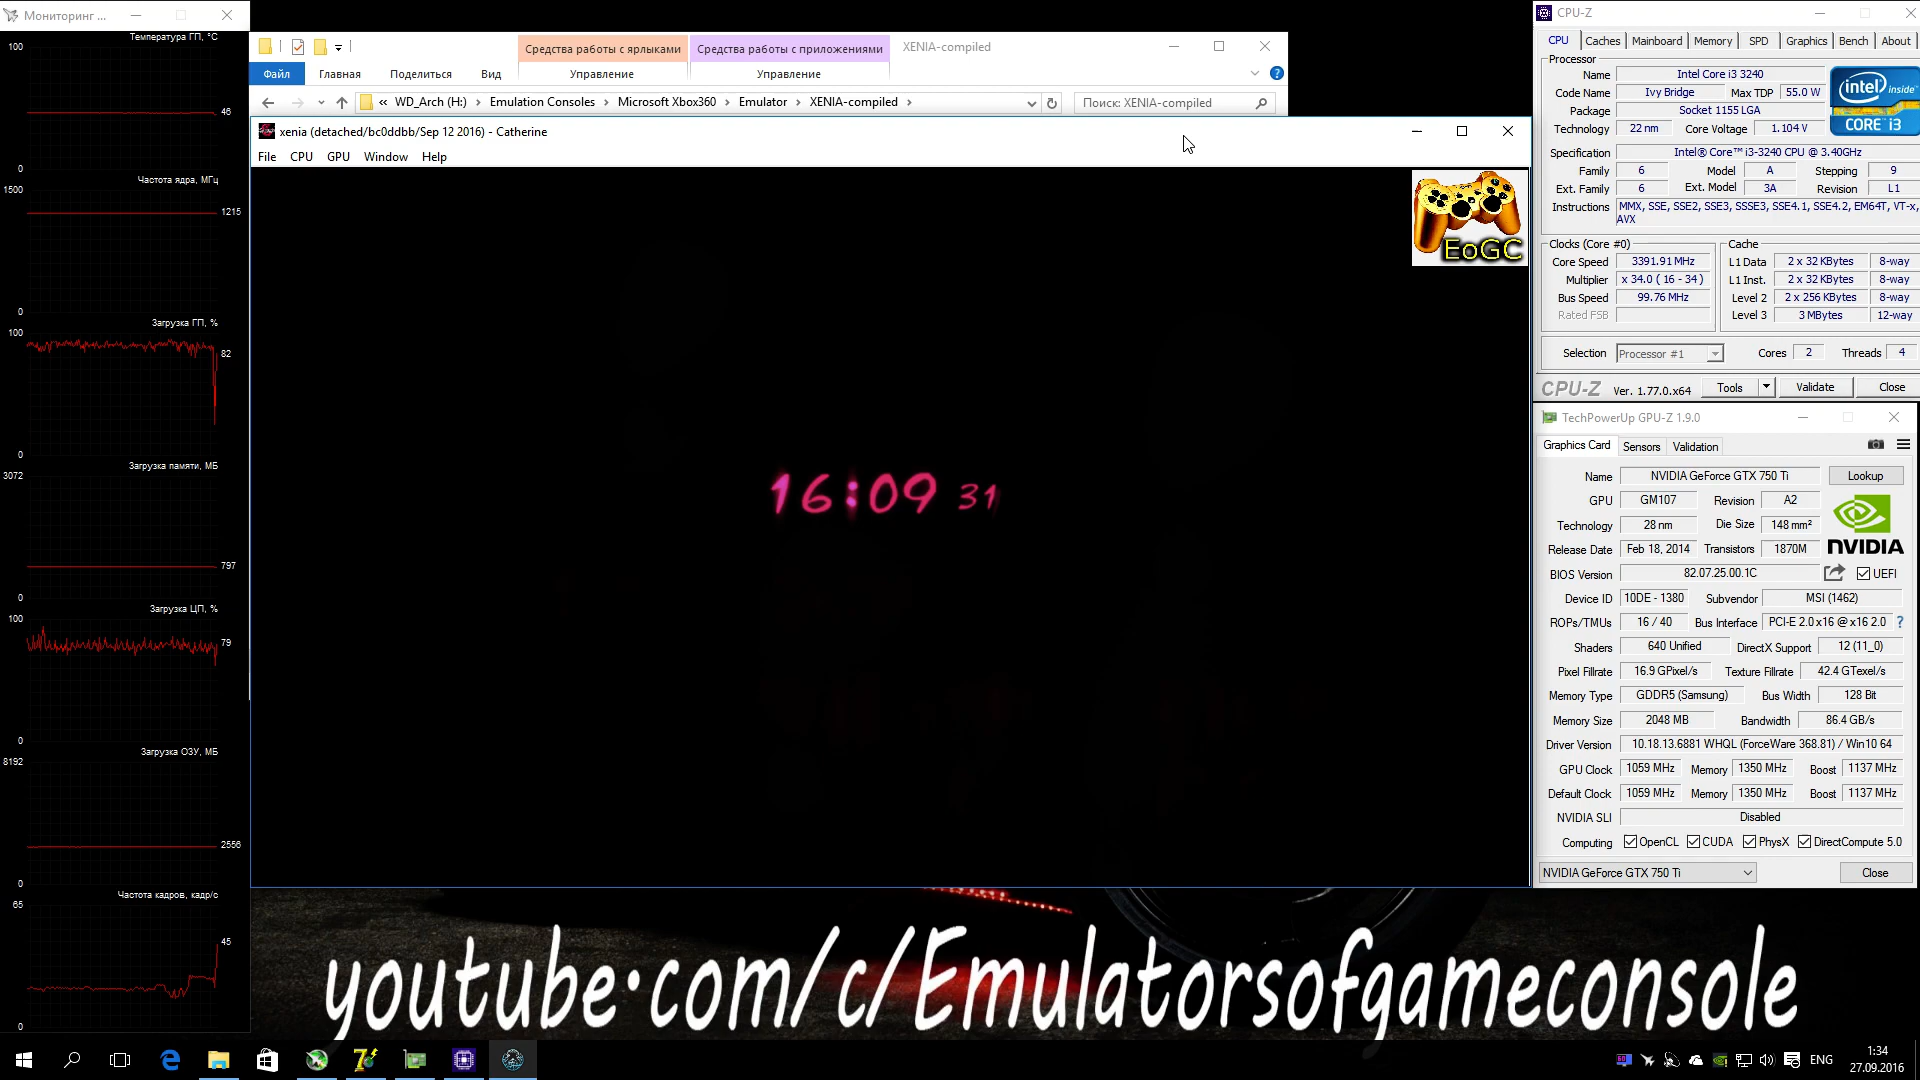 Мониторинг ...
Температура ГП, °C
100
46
0
Частота ядра, МГц
1500
1215
0
Загрузка ГП, %
100
82
0
Загрузка памяти, МБ
3072
797
0
Загрузка ЦП, %
100
79
0
Загрузка ОЗУ, МБ
8192
2556
0
Частота кадров, кадр/с
65
45
0
Средства работы с ярлыками
Средства работы с приложениями
XENIA-compiled
Файл Главная Поделиться Вид Управление Управление
« WD_Arch (H:) › Emulation Consoles › Microsoft Xbox360 › Emulator › XENIA-compiled ›
Поиск: XENIA-compiled
xenia (detached/bc0ddbb/Sep 12 2016) - Catherine
File CPU GPU Window Help
EoGC
16:09 31
youtube.com/c/Emulatorsofgameconsole
CPU-Z
CPU Caches Mainboard Memory SPD Graphics Bench About
Processor
Name Intel Core i3 3240
Code Name Ivy Bridge Max TDP 55.0 W
Package Socket 1155 LGA
Technology 22 nm Core Voltage 1.104 V
intel inside™
CORE i3
Specification Intel® Core™ i3-3240 CPU @ 3.40GHz
Family 6 Model A Stepping 9
Ext. Family 6 Ext. Model 3A Revision L1
Instructions MMX, SSE, SSE2, SSE3, SSSE3, SSE4.1, SSE4.2, EM64T, VT-x,
AVX
Clocks (Core #0)
Core Speed 3391.91 MHz
Multiplier x 34.0 ( 16 - 34 )
Bus Speed 99.76 MHz
Rated FSB
Cache
L1 Data 2 x 32 KBytes 8-way
L1 Inst. 2 x 32 KBytes 8-way
Level 2 2 x 256 KBytes 8-way
Level 3 3 MBytes 12-way
Selection Processor #1 Cores 2 Threads 4
CPU-Z Ver. 1.77.0.x64 Tools Validate Close
TechPowerUp GPU-Z 1.9.0
Graphics Card Sensors Validation
Name NVIDIA GeForce GTX 750 Ti Lookup
GPU GM107 Revision A2
Technology 28 nm Die Size 148 mm²
Release Date Feb 18, 2014 Transistors 1870M
NVIDIA
BIOS Version 82.07.25.00.1C UEFI
Device ID 10DE - 1380 Subvendor MSI (1462)
ROPs/TMUs 16 / 40 Bus Interface PCI-E 2.0 x16 @ x16 2.0 ?
Shaders 640 Unified DirectX Support 12 (11_0)
Pixel Fillrate 16.9 GPixel/s Texture Fillrate 42.4 GTexel/s
Memory Type GDDR5 (Samsung) Bus Width 128 Bit
Memory Size 2048 MB Bandwidth 86.4 GB/s
Driver Version 10.18.13.6881 WHQL (ForceWare 368.81) / Win10 64
GPU Clock 1059 MHz Memory 1350 MHz Boost 1137 MHz
Default Clock 1059 MHz Memory 1350 MHz Boost 1137 MHz
NVIDIA SLI Disabled
Computing OpenCL CUDA PhysX DirectCompute 5.0
NVIDIA GeForce GTX 750 Ti Close
ENG
1:34
27.09.2016